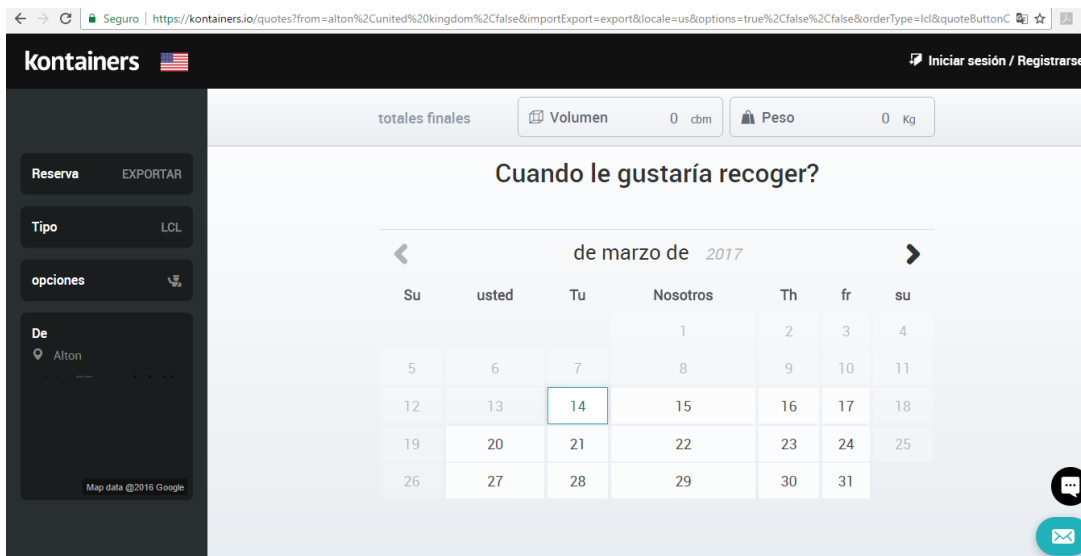 Seguro https://kontainers.io/quotes?from=alton%2Cunited%20kingdom%2Cfalse&importExport=export&locale=us&options=true%2Cfalse%2Cfalse&orderType=lcl&quoteButtonC
kontainers
Iniciar sesión / Registrarse
totales finales Volumen 0 cbm Peso 0 Kg
Reserva EXPORTAR
Tipo LCL
opciones
De
Alton
Map data @2016 Google
Cuando le gustaría recoger?
de marzo de 2017
Su usted Tu Nosotros Th fr su
1 2 3 4
5 6 7 8 9 10 11
12 13 14 15 16 17 18
19 20 21 22 23 24 25
26 27 28 29 30 31